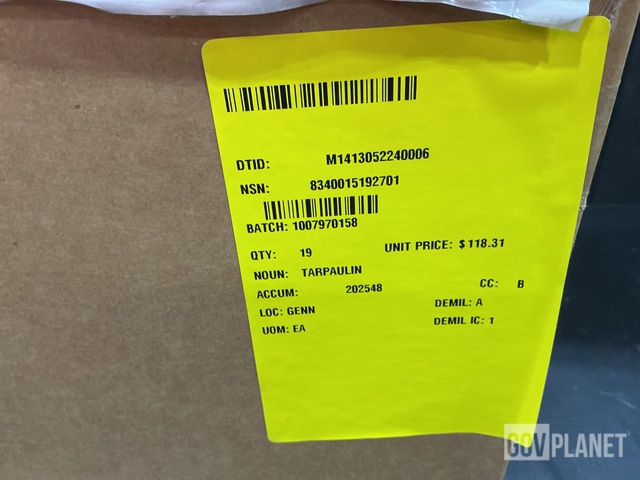 DTID: M1413052240006
NSN: 8340015192701
BATCH: 1007970158
QTY: 19 UNIT PRICE: $118.31
NOUN: TARPAULIN
ACCUM: 202548 CC: B
LOC: GENN DEMIL: A
UOM: EA DEMIL IC: 1
GOVPLANET